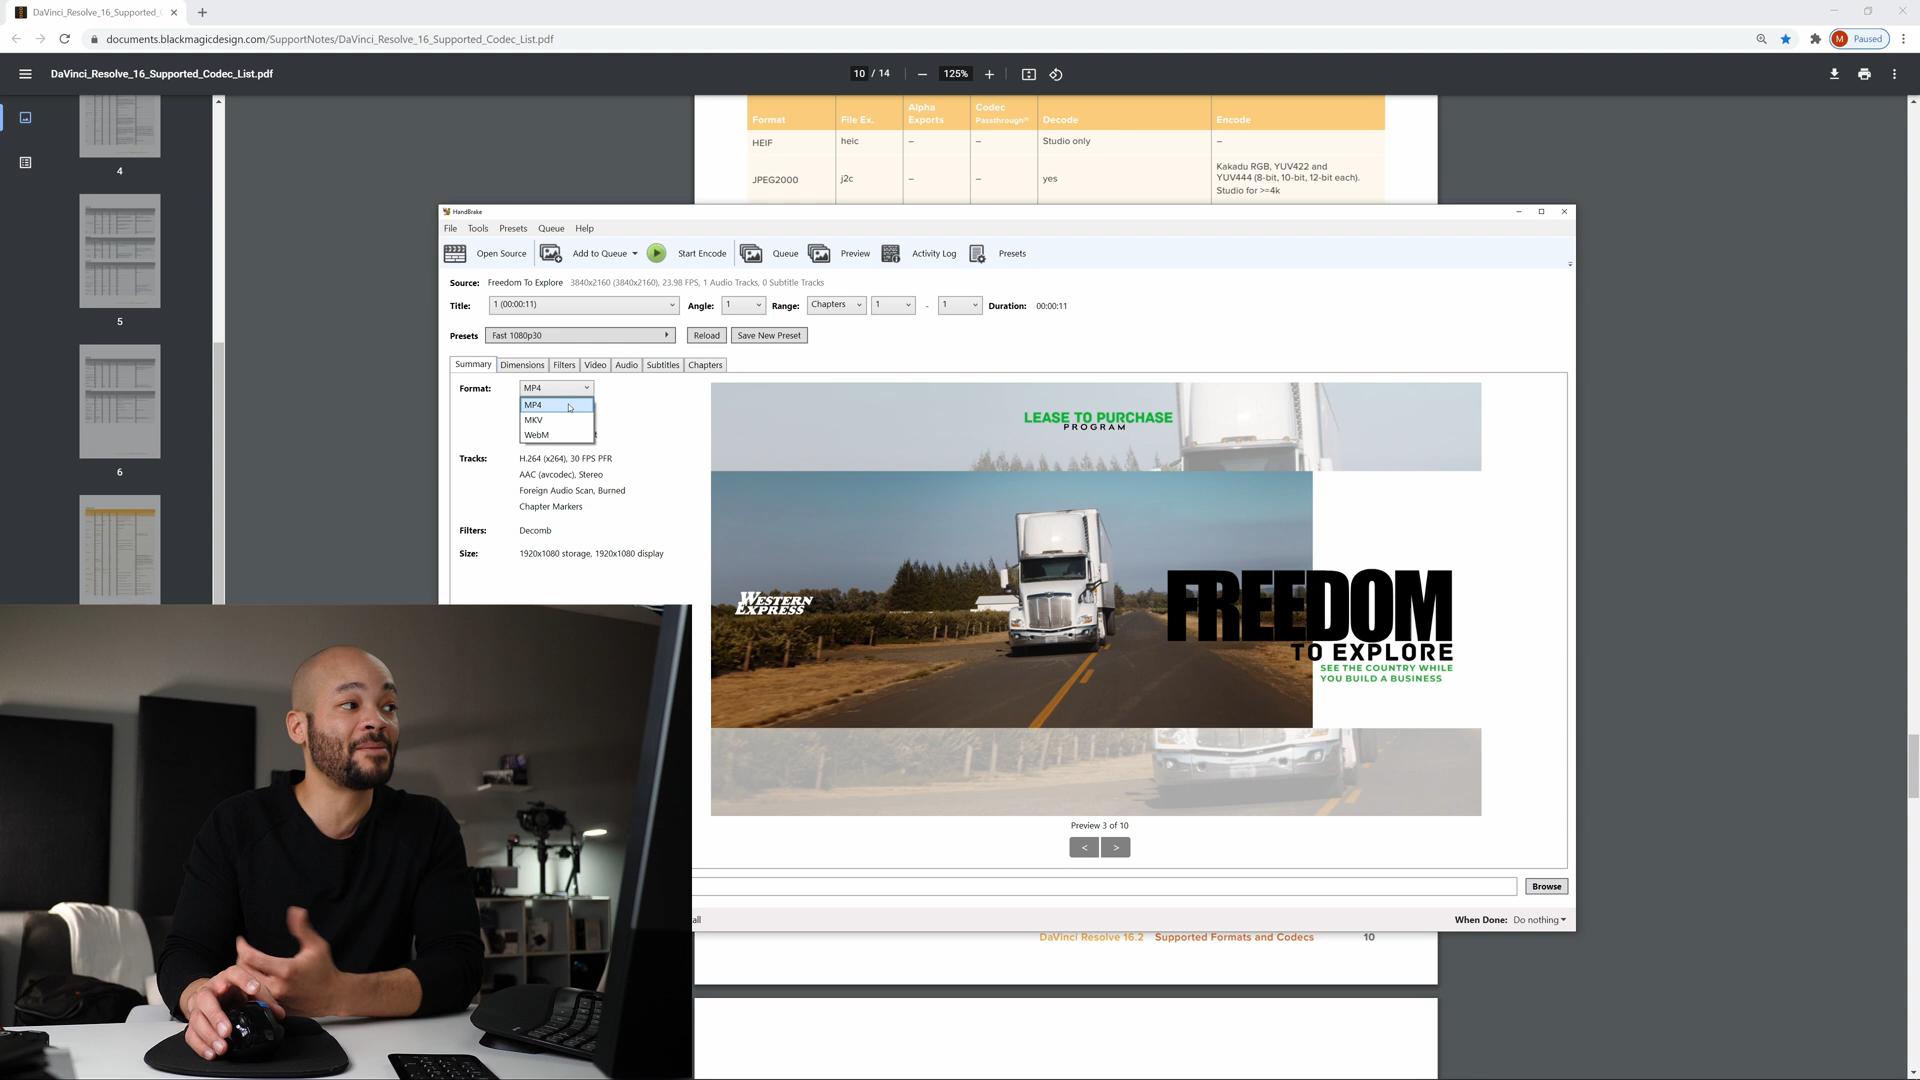 DaVinci_Resolve_16_Supported_C
documents.blackmagicdesign.com/SupportNotes/DaVinci_Resolve_16_Supported_Codec_List.pdf
M Paused
DaVinci_Resolve_16_Supported_Codec_List.pdf
10 / 14
125%
4
5
6
Format File Ex. Alpha Exports Codec Passthrough Decode Encode
HEIF heic – – Studio only –
JPEG2000 j2c – – yes Kakadu RGB, YUV422 and
YUV444 (8-bit, 10-bit, 12-bit each).
Studio for >=4k
HandBrake
File Tools Presets Queue Help
Open Source Add to Queue Start Encode Queue Preview Activity Log Presets
Source: Freedom To Explore 3840x2160 (3840x2160), 23.98 FPS, 1 Audio Tracks, 0 Subtitle Tracks
Title: 1 (00:00:11) Angle: 1 Range: Chapters 1 - 1 Duration: 00:00:11
Presets Fast 1080p30 Reload Save New Preset
Summary Dimensions Filters Video Audio Subtitles Chapters
Format: MP4
MP4
MKV
WebM
Tracks: H.264 (x264), 30 FPS PFR
AAC (avcodec), Stereo
Foreign Audio Scan, Burned
Chapter Markers
Filters: Decomb
Size: 1920x1080 storage, 1920x1080 display
LEASE TO PURCHASE
PROGRAM
WESTERN
EXPRESS
FREEDOM
TO EXPLORE
SEE THE COUNTRY WHILE
YOU BUILD A BUSINESS
Preview 3 of 10
< >
Browse
all
When Done: Do nothing
DaVinci Resolve 16.2 Supported Formats and Codecs 10